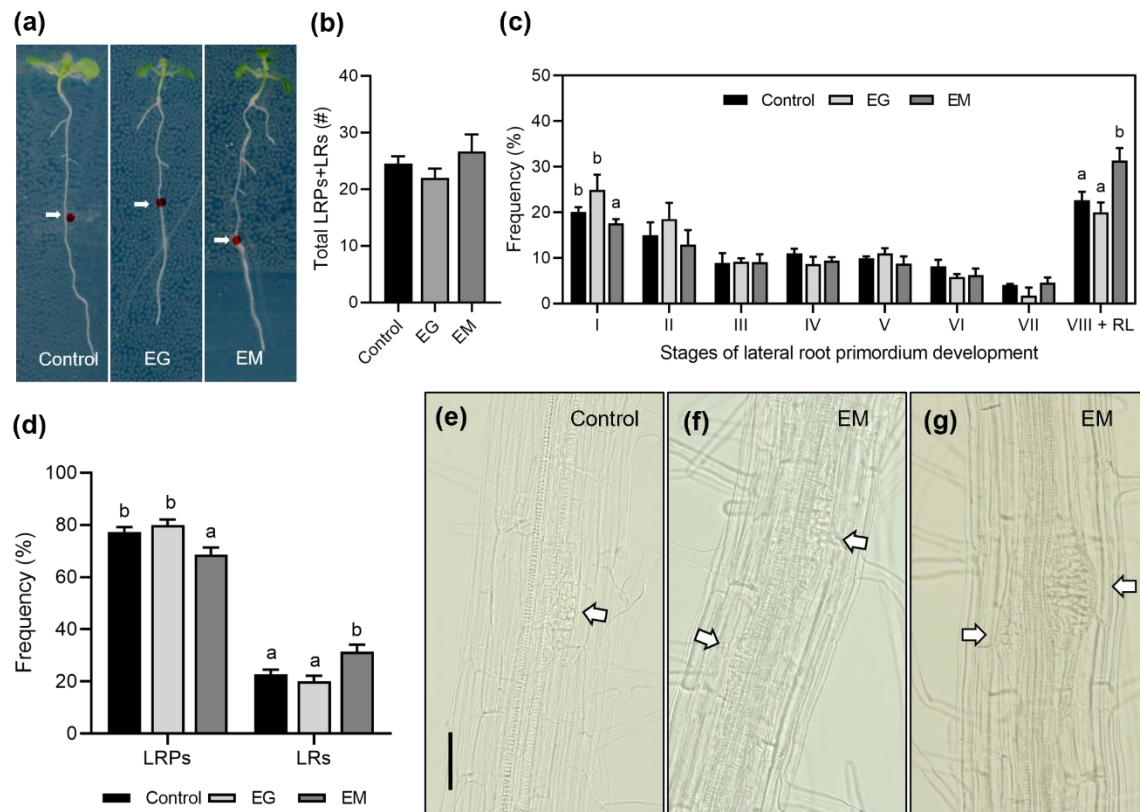 (a)
Control
EG
EM
(b)
Total LRPs+LRs (#)
40
30
20
10
0
Control
EG
EM
(c)
Frequency (%)
50
40
30
20
10
0
Control EG EM
b
b
a
a
a
b
I II III IV V VI VII VIII + RL
Stages of lateral root primordium development
(d)
Frequency (%)
100
80
60
40
20
0
b
b
a
a
a
b
LRPs LRs
Control EG EM
(e)
Control
(f)
EM
(g)
EM